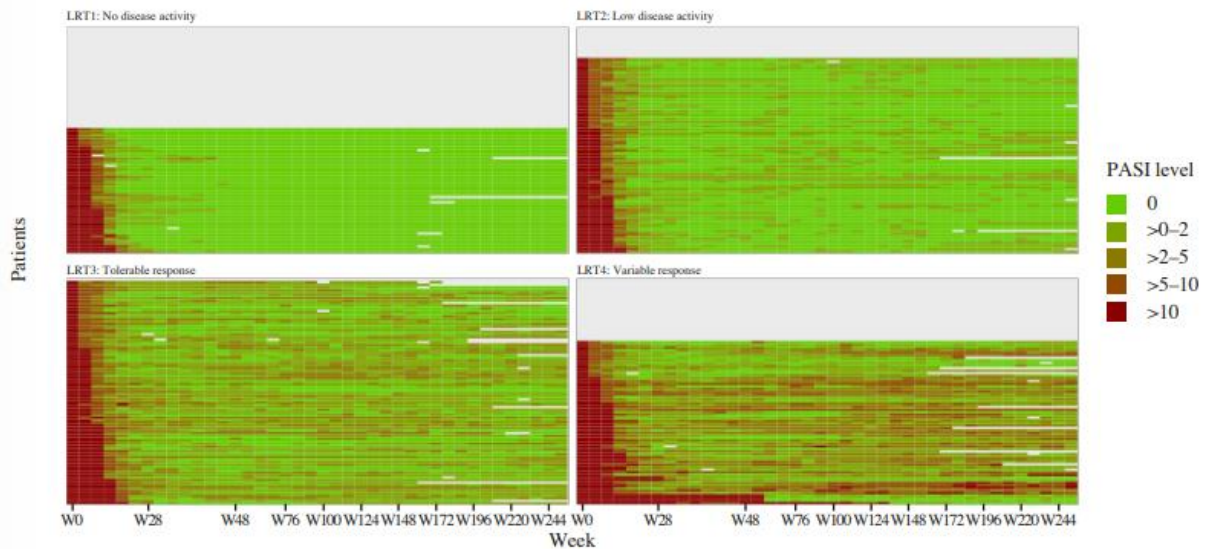 LRT1: No disease activity
LRT2: Low disease activity
PASI level
0
>0–2
>2–5
>5–10
>10
Patients
LRT3: Tolerable response
LRT4: Variable response
W0 W28 W48 W76 W100 W124 W148 W172 W196 W220 W244
W0 W28 W48 W76 W100 W124 W148 W172 W196 W220 W244
Week